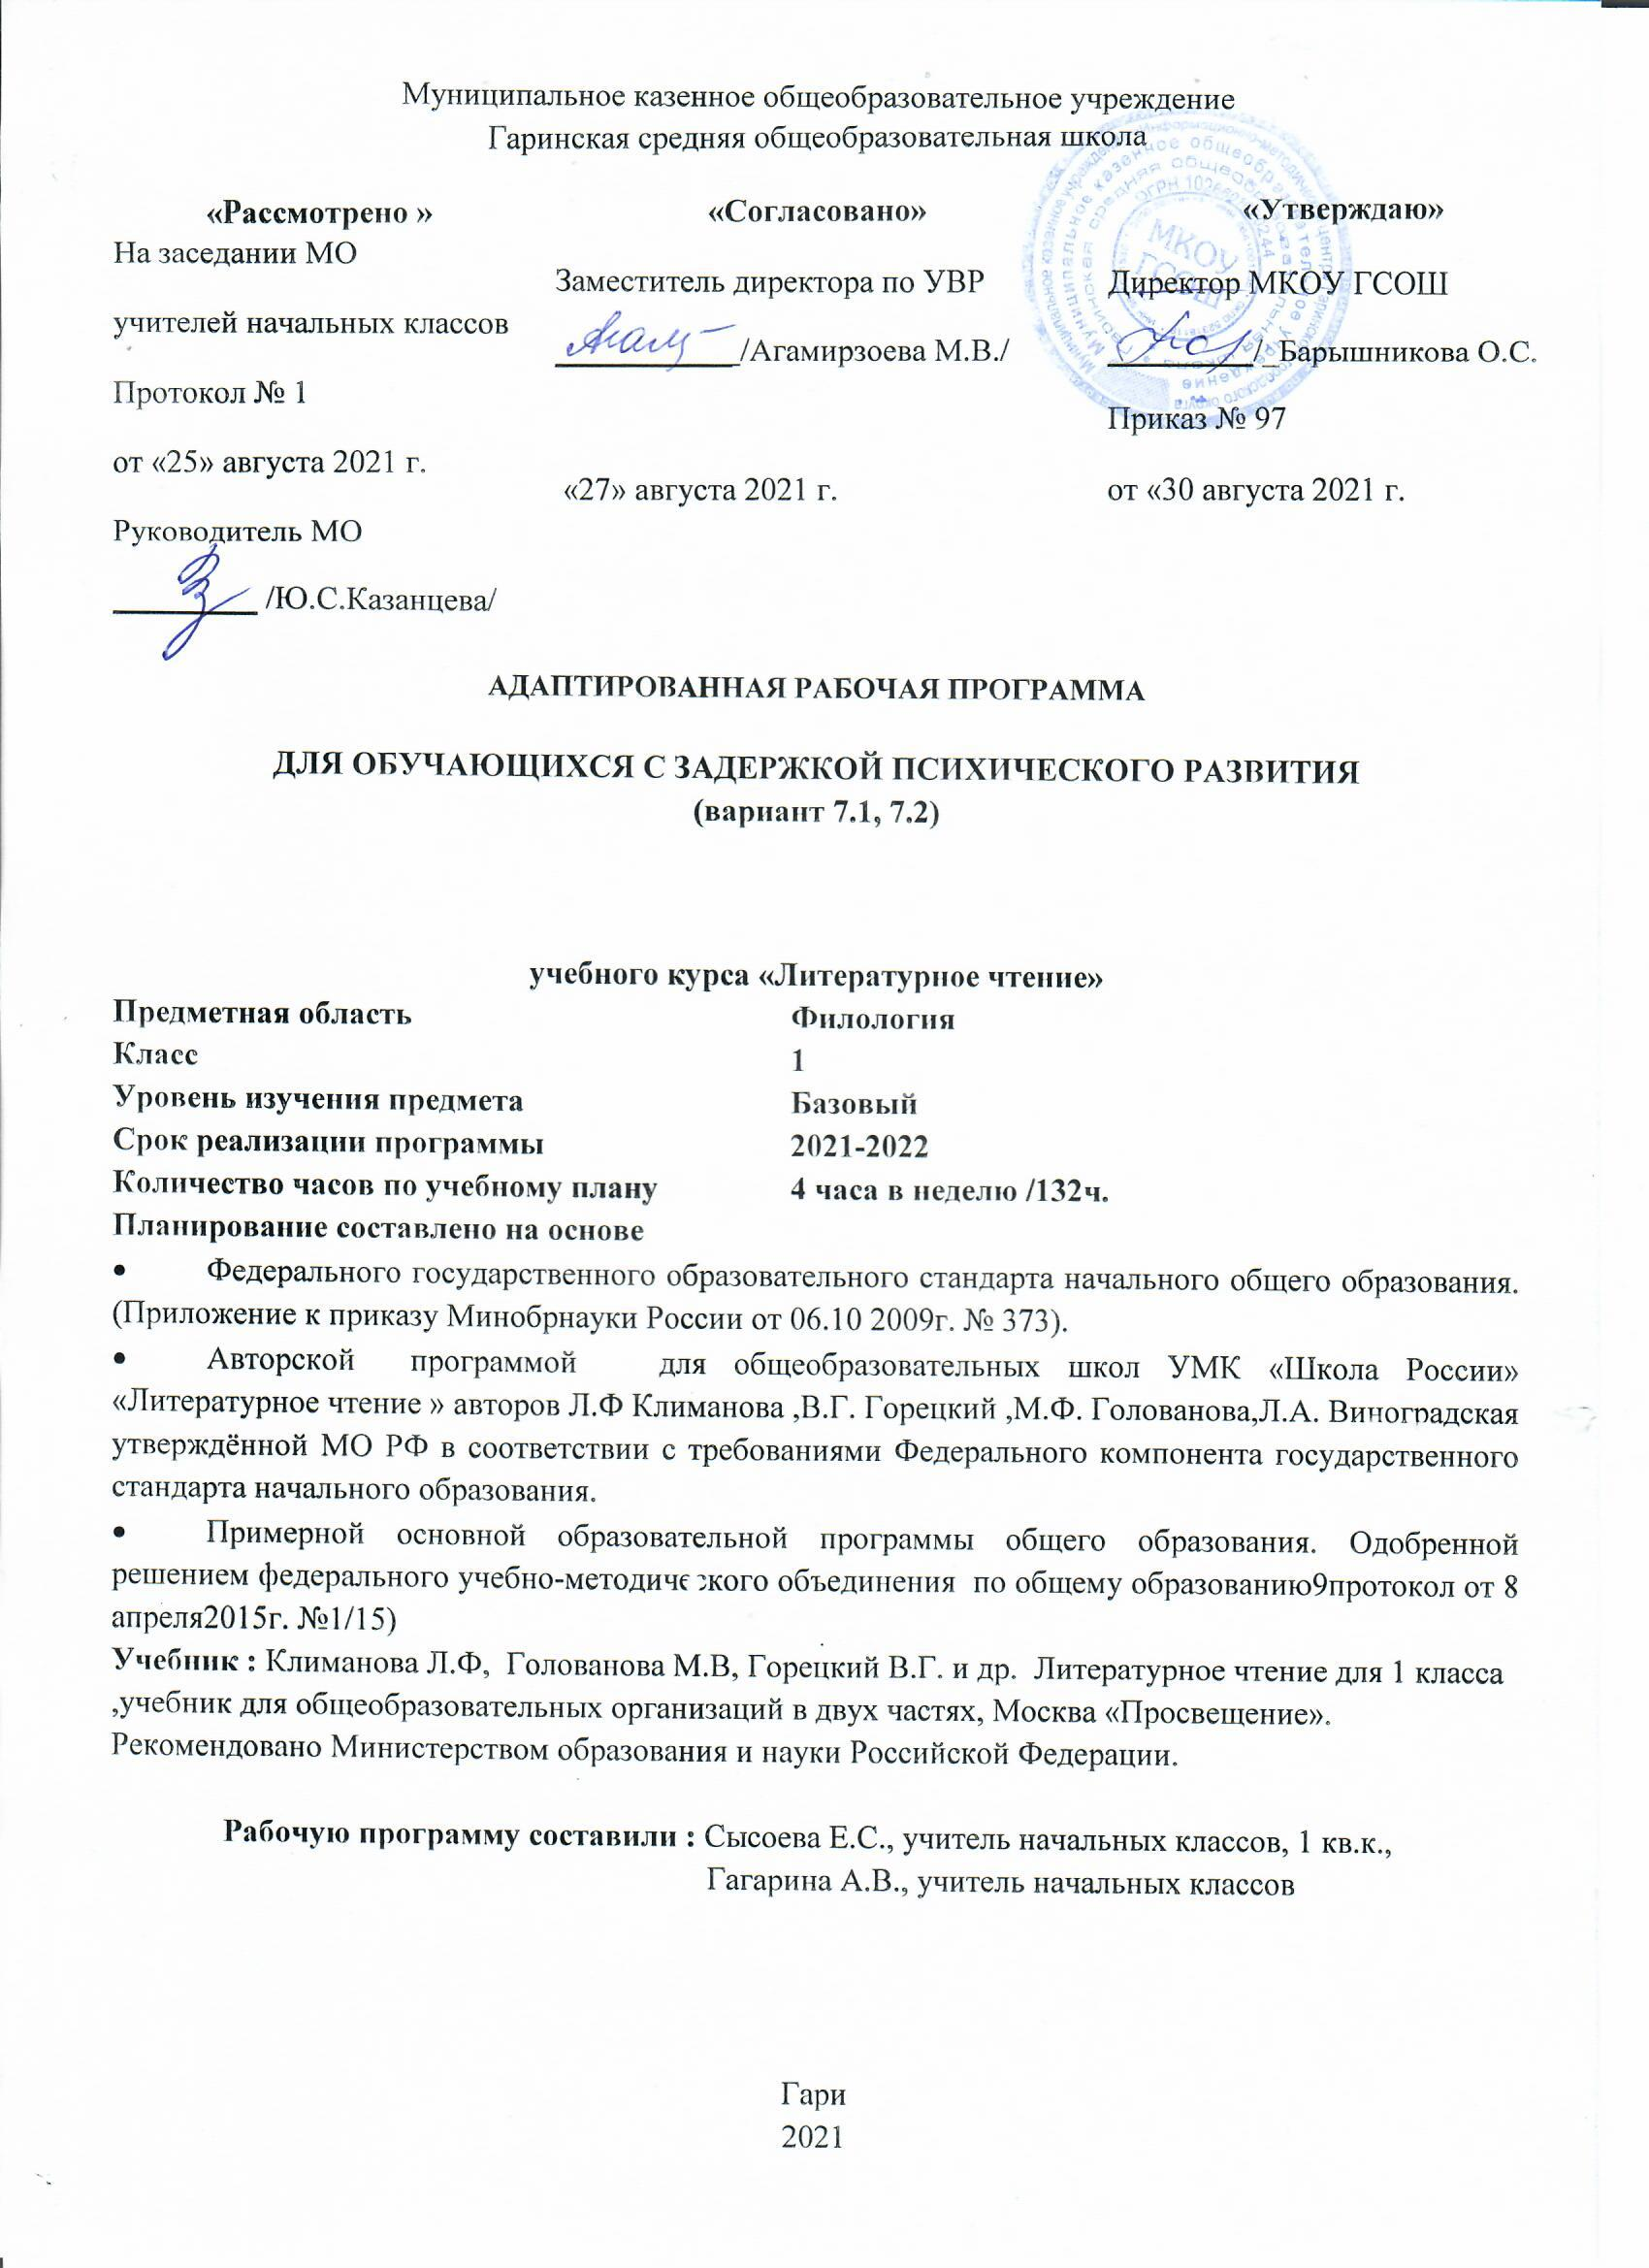 Муниципальное казенное общеобразовательное учреждение
Гаринская средняя общеобразовательная школа
«Рассмотрено »
На заседании МО
учителей начальных классов
Протокол № 1
от «25» августа 2021 г.
Руководитель МО
/Ю.С.Казанцева/
«Согласовано»
Заместитель директора по УВР
/Агамирзоева М.В./
«27» августа 2021 г.
«Утверждаю»
Директор МКОУ ГСОШ
/_Барышникова О.С.
Приказ № 97
от «30 августа 2021 г.
МКОУ
ГСОШ
АДАПТИРОВАННАЯ РАБОЧАЯ ПРОГРАММА
ДЛЯ ОБУЧАЮЩИХСЯ С ЗАДЕРЖКОЙ ПСИХИЧЕСКОГО РАЗВИТИЯ
(вариант 7.1, 7.2)
учебного курса «Литературное чтение»
Предметная область Филология
Класс 1
Уровень изучения предмета Базовый
Срок реализации программы 2021-2022
Количество часов по учебному плану 4 часа в неделю /132ч.
Планирование составлено на основе
• Федерального государственного образовательного стандарта начального общего образования.
(Приложение к приказу Минобрнауки России от 06.10 2009г. № 373).
• Авторской программой для общеобразовательных школ УМК «Школа России»
«Литературное чтение » авторов Л.Ф Климанова ,В.Г. Горецкий ,М.Ф. Голованова,Л.А. Виноградская
утверждённой МО РФ в соответствии с требованиями Федерального компонента государственного
стандарта начального образования.
• Примерной основной образовательной программы общего образования. Одобренной
решением федерального учебно-методического объединения по общему образованию9протокол от 8
апреля2015г. №1/15)
Учебник : Климанова Л.Ф, Голованова М.В, Горецкий В.Г. и др. Литературное чтение для 1 класса
,учебник для общеобразовательных организаций в двух частях, Москва «Просвещение».
Рекомендовано Министерством образования и науки Российской Федерации.
Рабочую программу составили : Сысоева Е.С., учитель начальных классов, 1 кв.к.,
Гагарина А.В., учитель начальных классов
Гари
2021